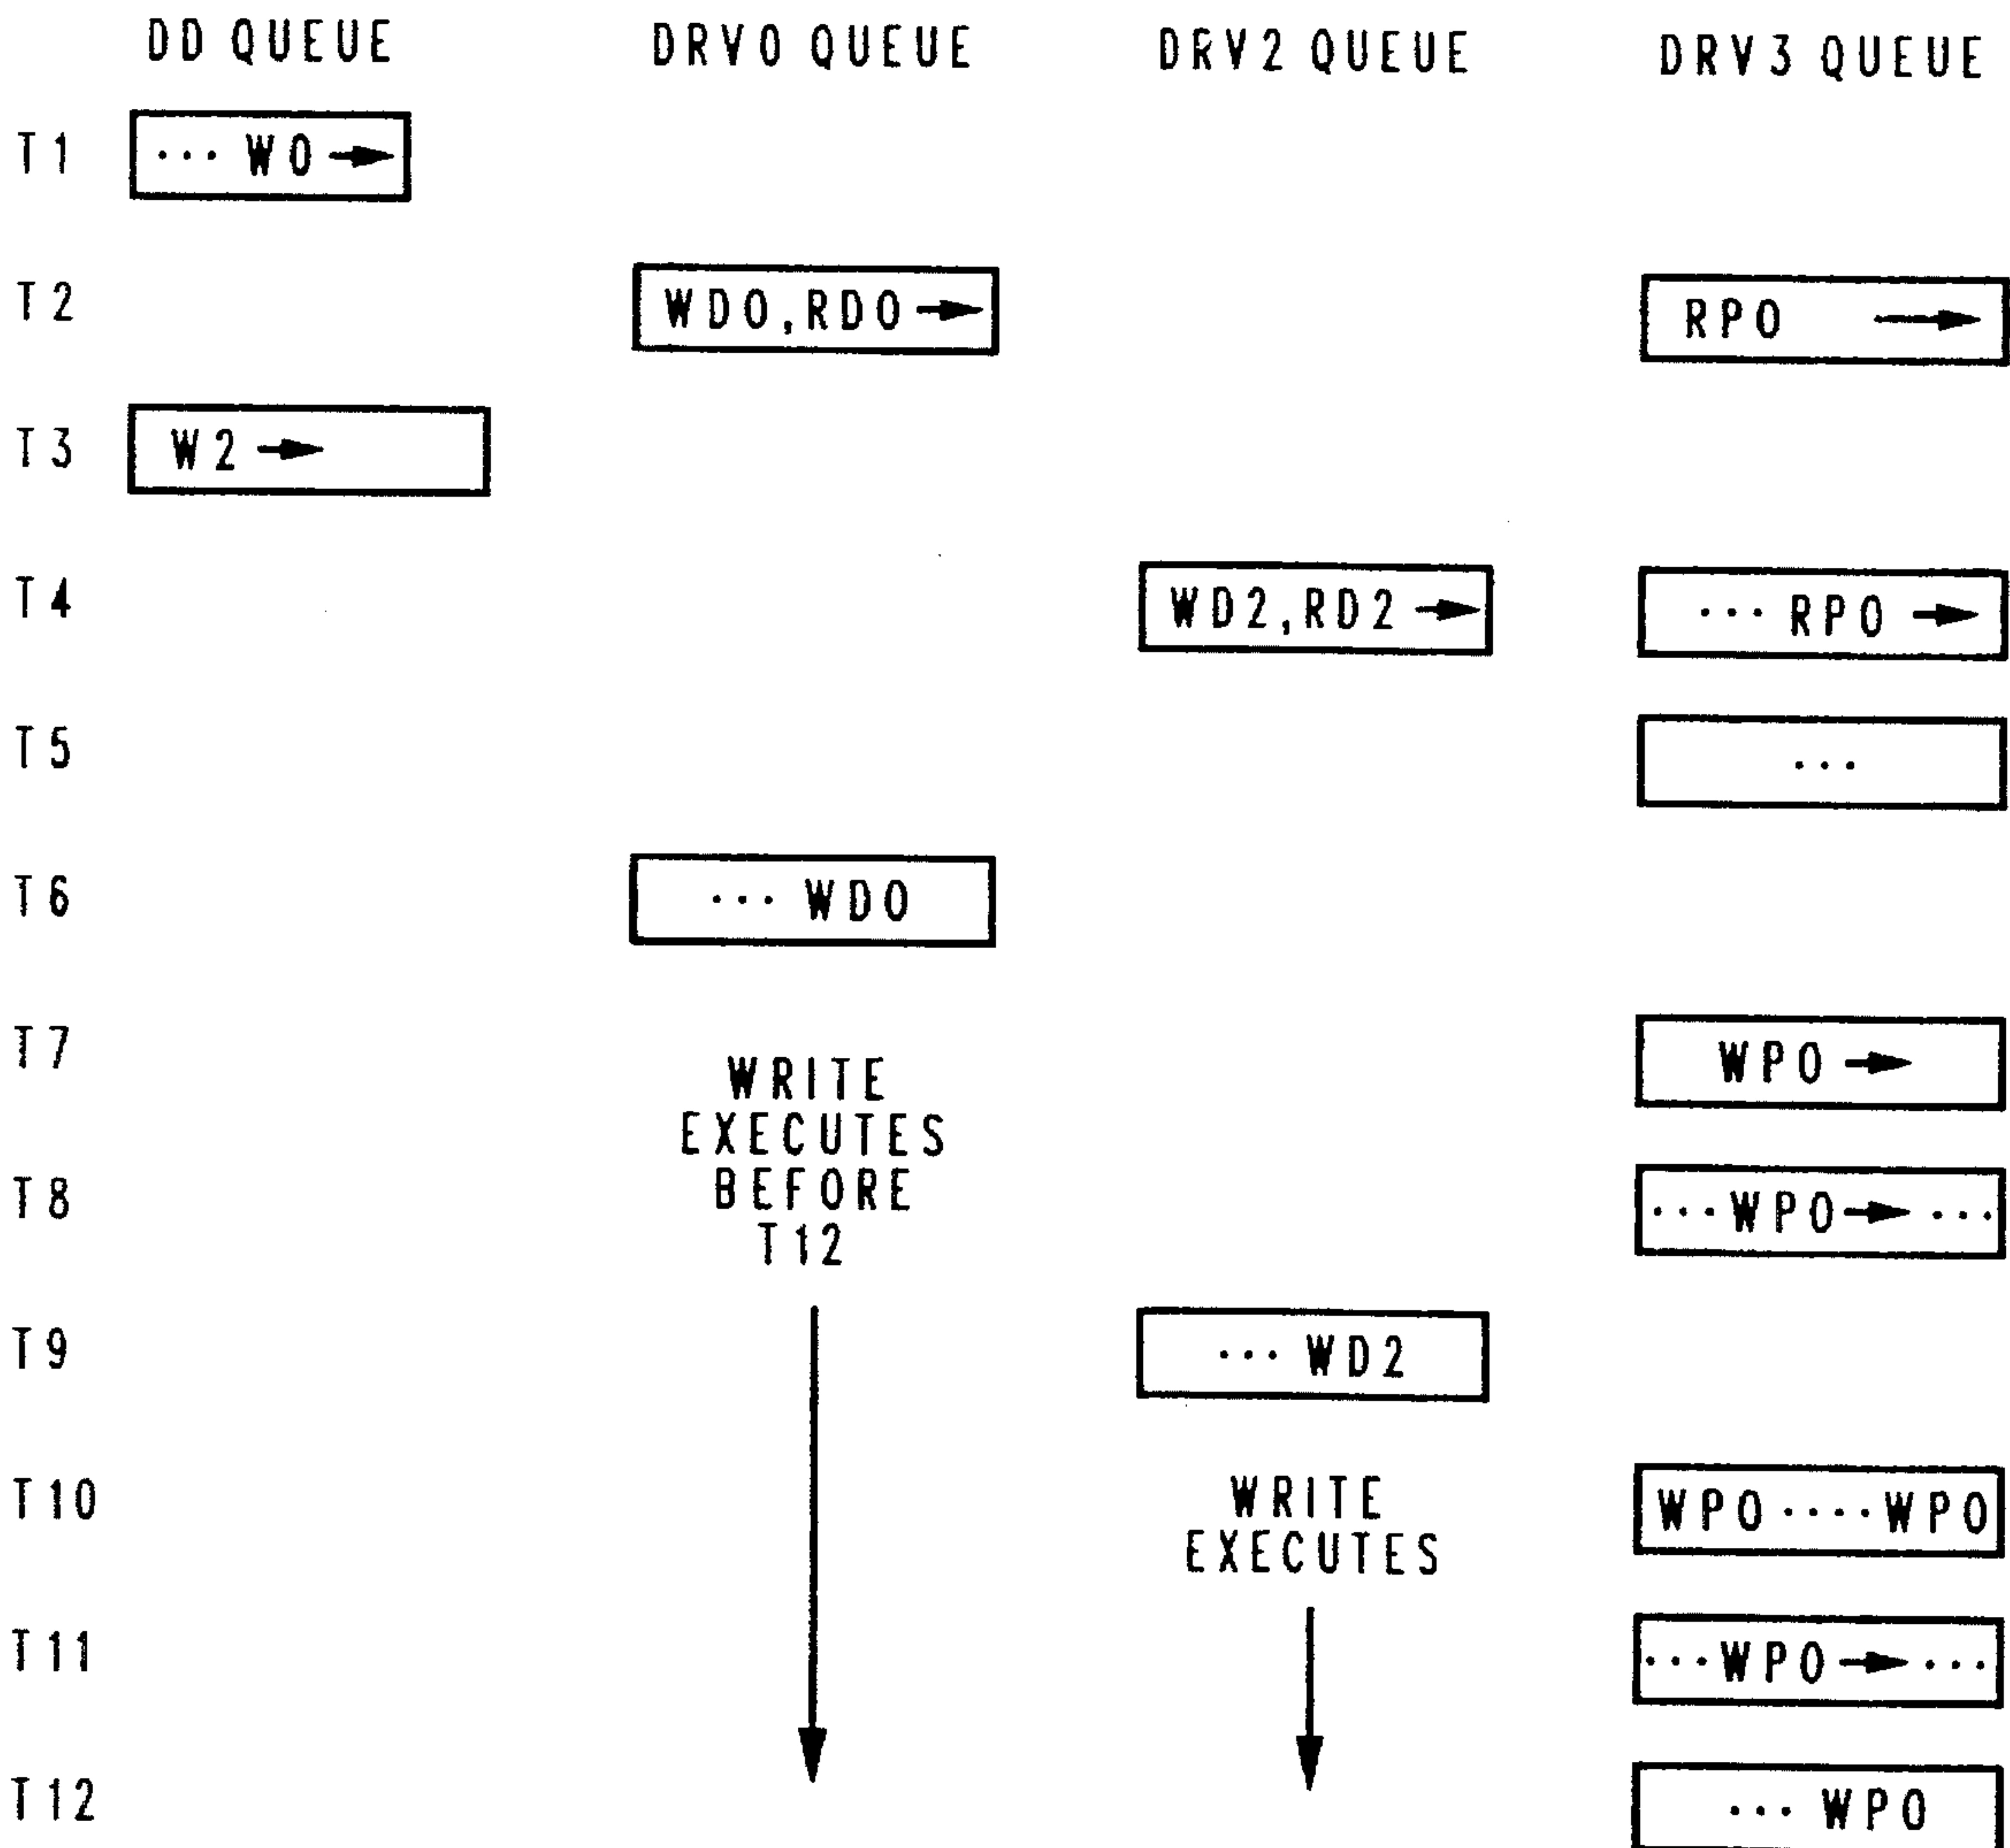 DD QUEUE DRV0 QUEUE DRV2 QUEUE DRV3 QUEUE
T1 ... W0
T2 WD0,RD0 RP0
T3 W2
T4 WD2,RD2 ... RP0
T5 ...
T6 ... WD0
T7 WP0
WRITE
EXECUTES
BEFORE
T12
T8 ...WP0 ...
T9 ... WD2
T10 WP0....WP0
WRITE
EXECUTES
T11 ...WP0 ...
T12 ... WP0